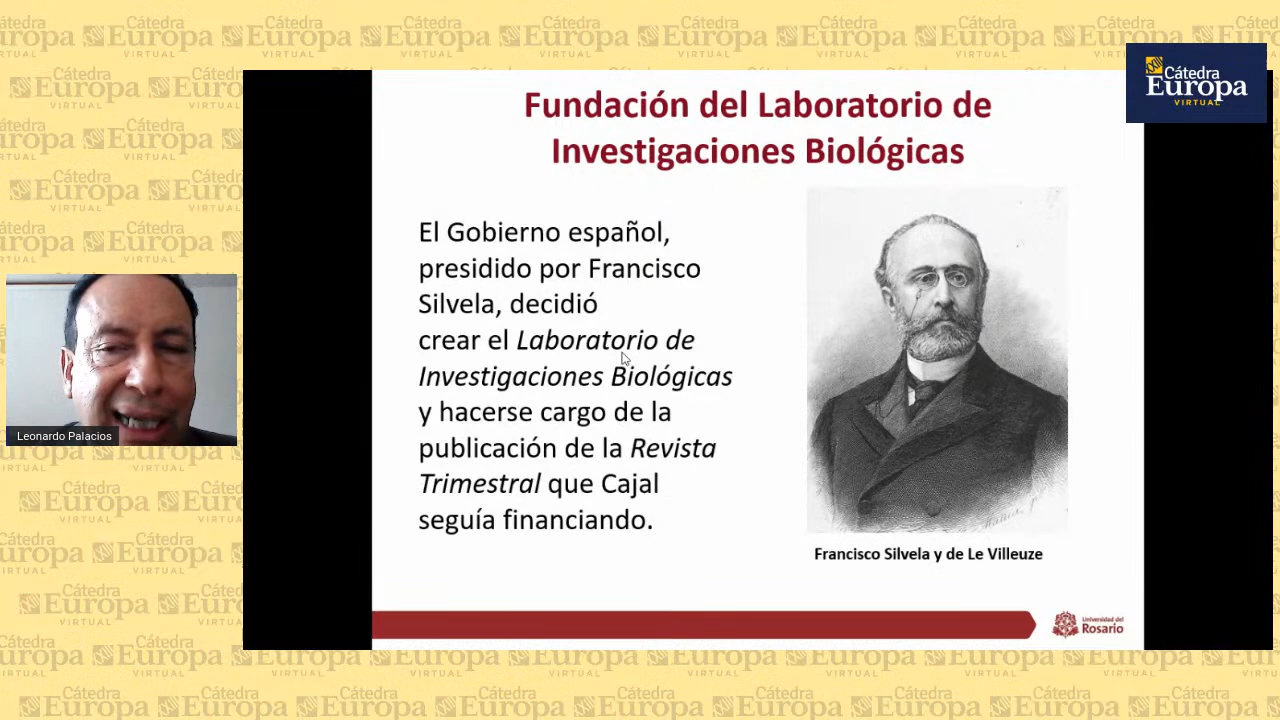 Cátedra
Europa
VIRTUAL
Fundación del Laboratorio de
Investigaciones Biológicas
El Gobierno español,
presidido por Francisco
Silvela, decidió
crear el Laboratorio de
Investigaciones Biológicas
y hacerse cargo de la
publicación de la Revista
Trimestral que Cajal
seguía financiando.
Francisco Silvela y de Le Villeuze
Leonardo Palacios
Universidad del
Rosario